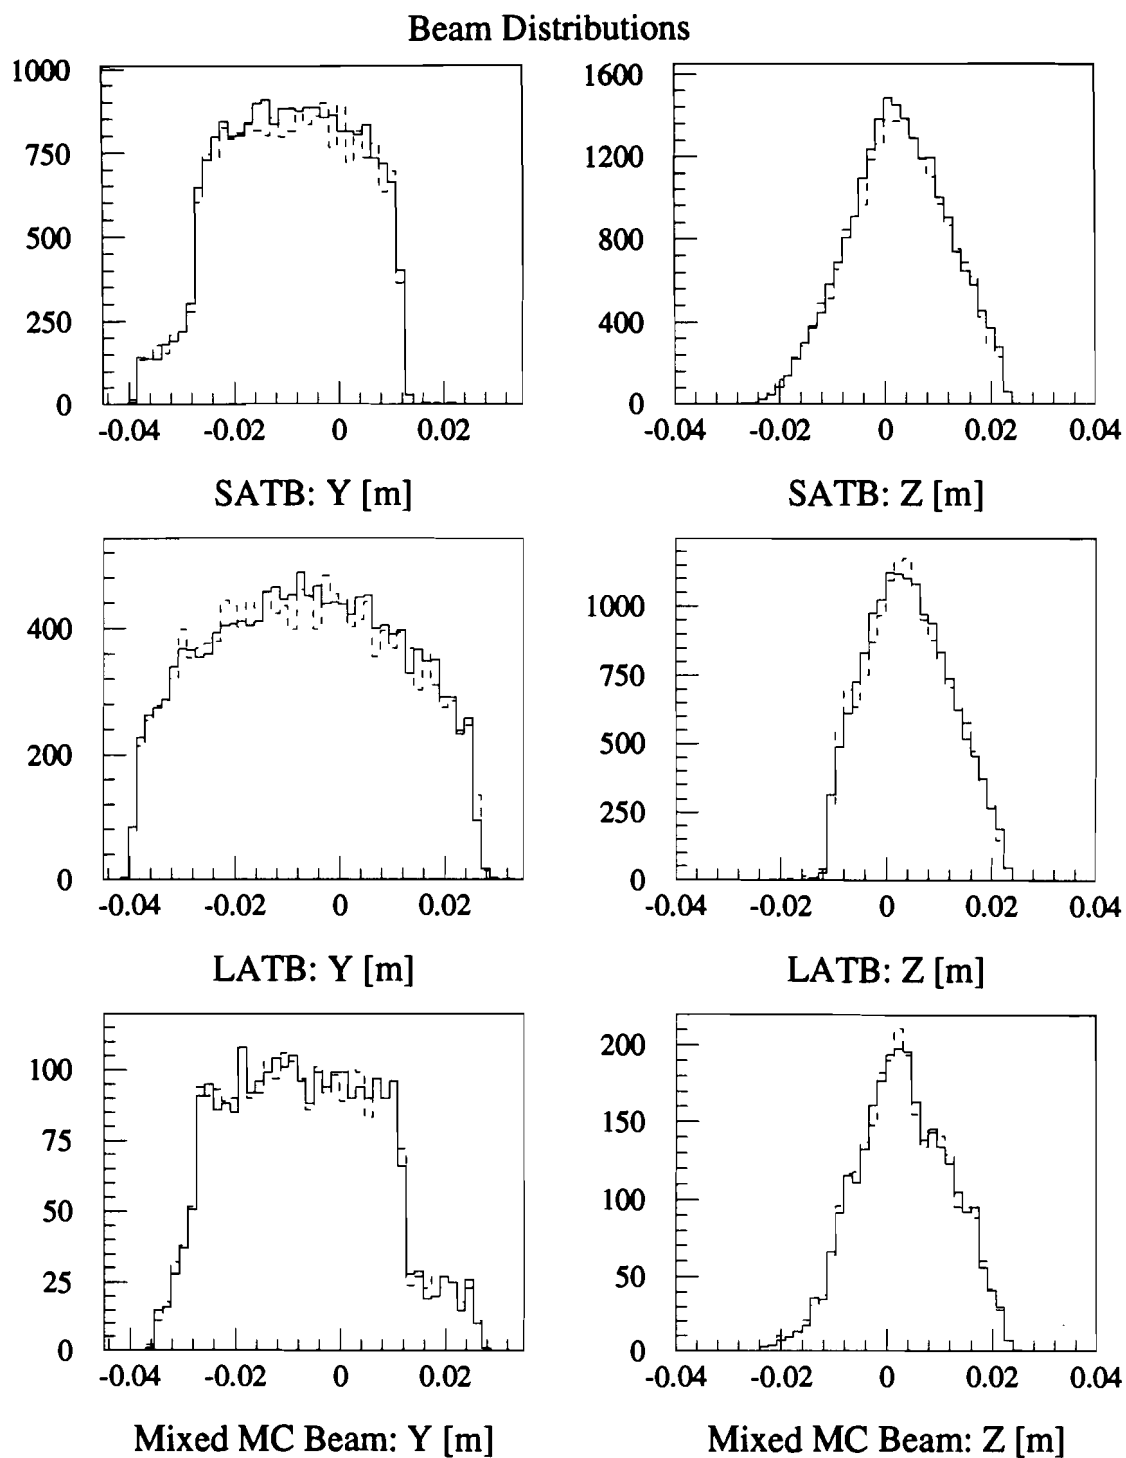 Beam Distributions
1000
750
500
250
0
-0.04 -0.02 0 0.02
SATB: Y [m]
1600
1200
800
400
0
-0.04 -0.02 0 0.02 0.04
SATB: Z [m]
400
200
0
-0.04 -0.02 0 0.02
LATB: Y [m]
1000
750
500
250
0
-0.04 -0.02 0 0.02 0.04
LATB: Z [m]
100
75
50
25
0
-0.04 -0.02 0 0.02
Mixed MC Beam: Y [m]
200
150
100
50
0
-0.04 -0.02 0 0.02 0.04
Mixed MC Beam: Z [m]